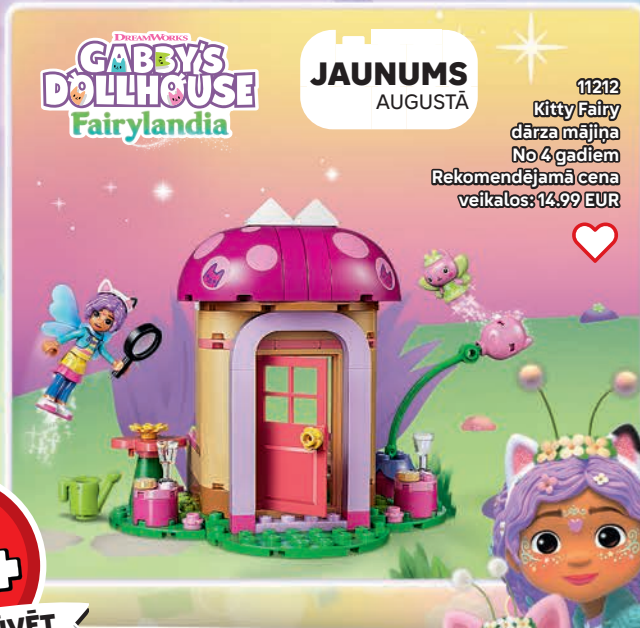 DREAMWORKS
GABBY'S
DOLLHOUSE
Fairylandia
JAUNUMS
AUGUSTĀ
11212
Kitty Fairy
dārza mājiņa
No 4 gadiem
Rekomendējamā cena
veikalos: 14.99 EUR